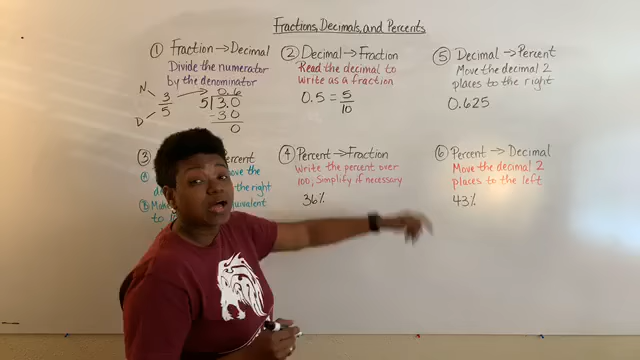 Fractions, Decimals, and Percents
① Fraction → Decimal
Divide the numerator
by the denominator
N
D
3/5
0.6
5 3.0
-30
0
② Decimal → Fraction
Read the decimal to
write as a fraction
0.5 = 5/10
⑤ Decimal → Percent
Move the decimal 2
places to the right
0.625
③ ercent
the
the right
④ Percent → Fraction
Write the percent over
100, Simplify if necessary
36%
⑥ Percent → Decimal
Move the decimal 2
places to the left
43%